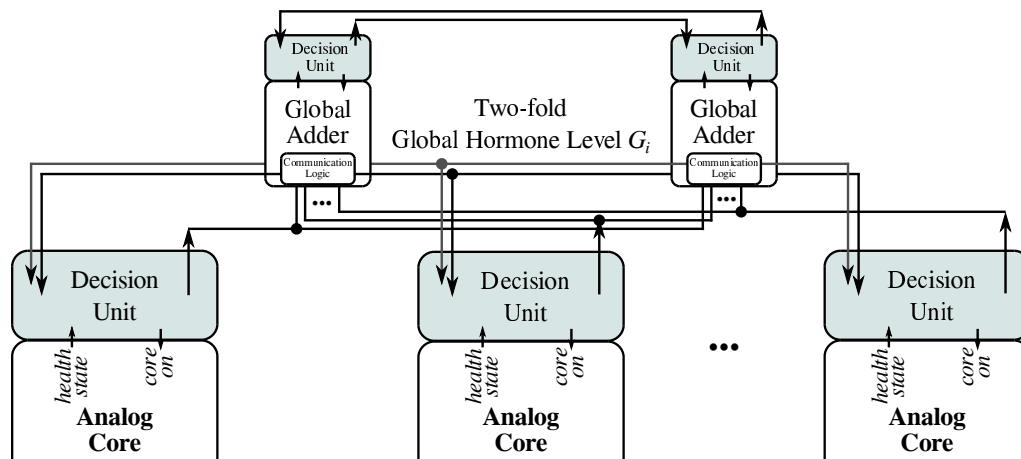 Decision
Unit
Decision
Unit
Global
Adder
Two-fold
Global Hormone Level G_i
Global
Adder
Communication
Logic
Communication
Logic
•••
•••
Decision
Unit
Decision
Unit
Decision
Unit
•••
health
state
core
on
health
state
core
on
health
state
core
on
Analog
Core
Analog
Core
Analog
Core